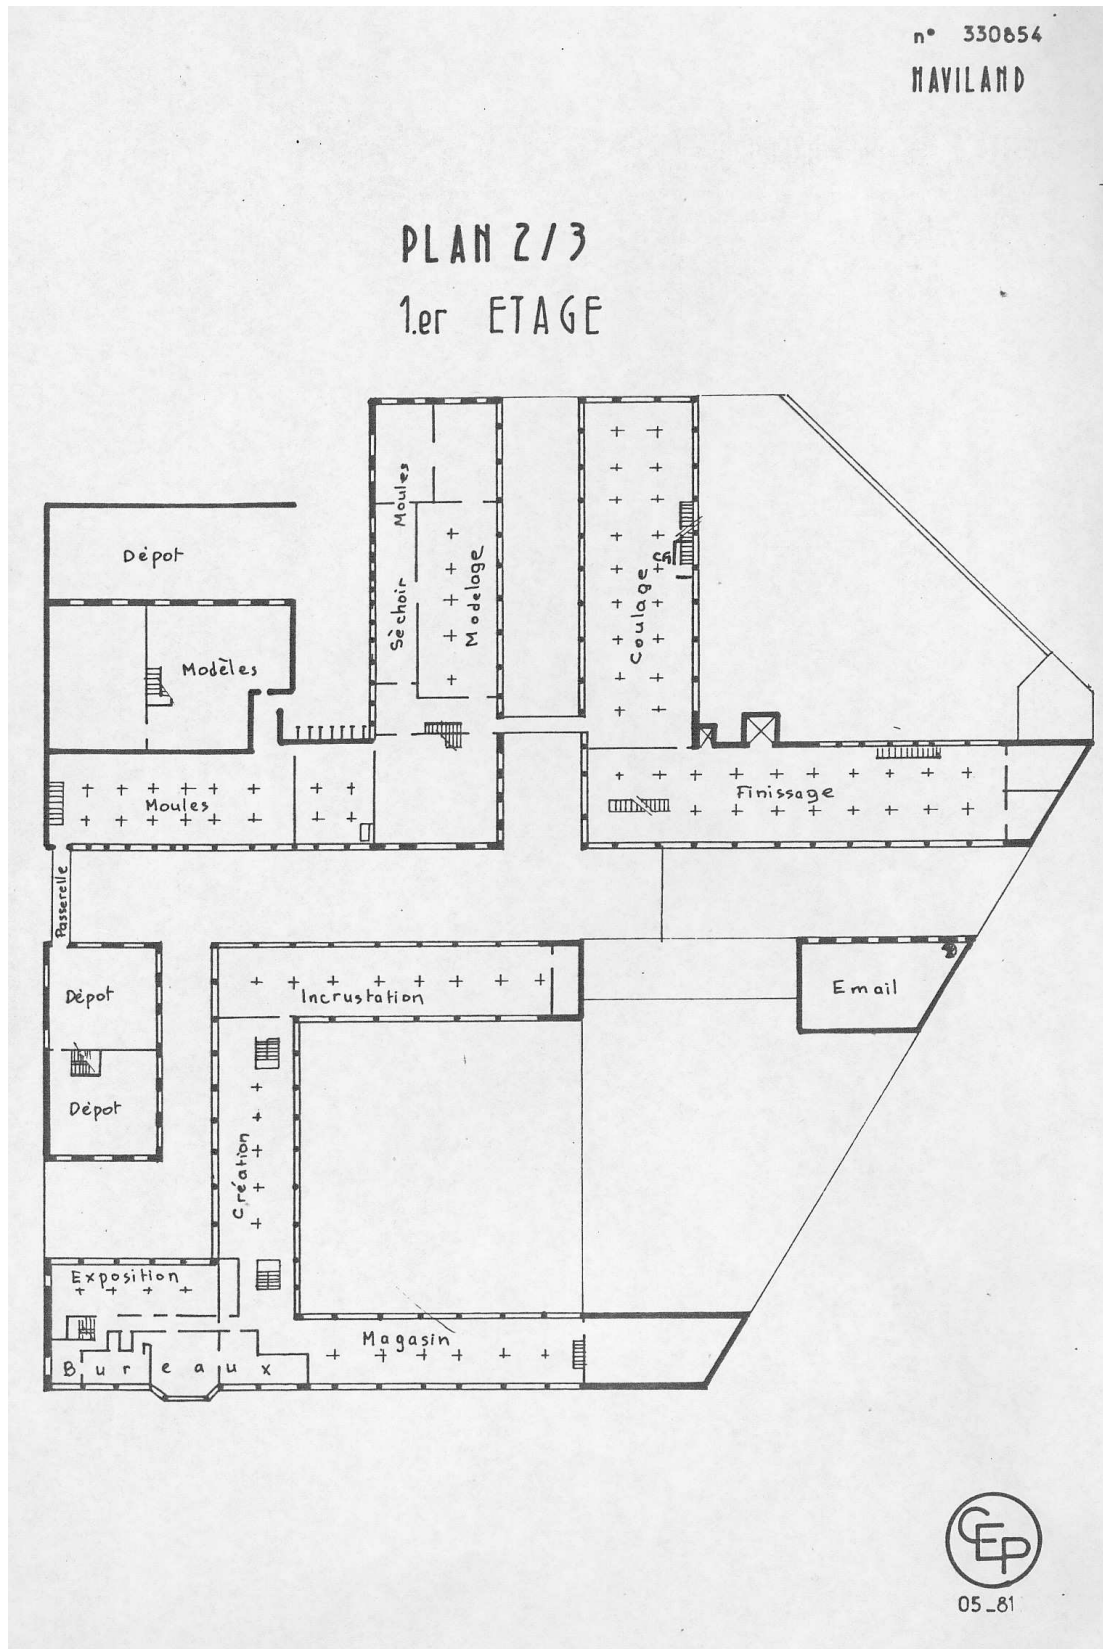 n° 330854
HAVILAND
PLAN 2/3
1.er ETAGE
Dépot
Modèles
Sèchoir Moules
Modelage
Coulage
Moules
Finissage
Passerelle
Dépot
Dépot
Incrustation
Email
Création
Exposition
Bureaux
Magasin
CEP
05_81